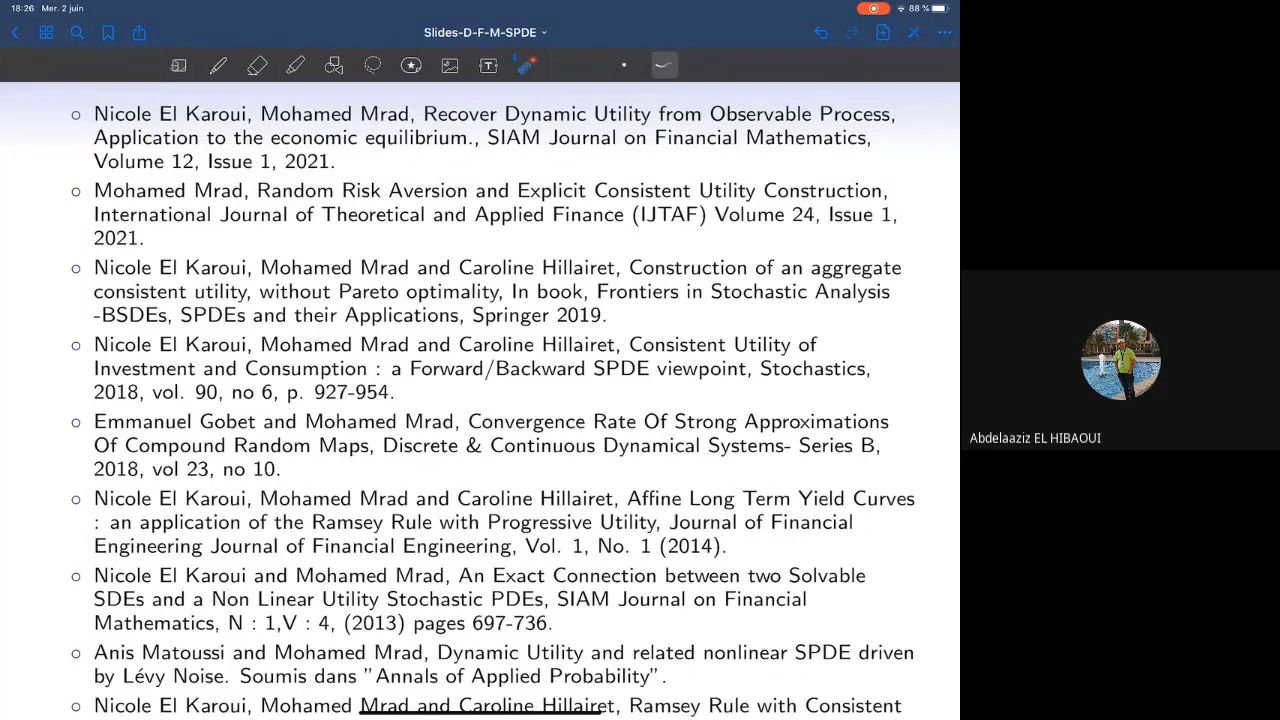 18:26 Mer. 2 juin
88 %
Slides-D-F-M-SPDE
Nicole El Karoui, Mohamed Mrad, Recover Dynamic Utility from Observable Process,
Application to the economic equilibrium., SIAM Journal on Financial Mathematics,
Volume 12, Issue 1, 2021.
Mohamed Mrad, Random Risk Aversion and Explicit Consistent Utility Construction,
International Journal of Theoretical and Applied Finance (IJTAF) Volume 24, Issue 1,
2021.
Nicole El Karoui, Mohamed Mrad and Caroline Hillairet, Construction of an aggregate
consistent utility, without Pareto optimality, In book, Frontiers in Stochastic Analysis
-BSDEs, SPDEs and their Applications, Springer 2019.
Nicole El Karoui, Mohamed Mrad and Caroline Hillairet, Consistent Utility of
Investment and Consumption : a Forward/Backward SPDE viewpoint, Stochastics,
2018, vol. 90, no 6, p. 927-954.
Emmanuel Gobet and Mohamed Mrad, Convergence Rate Of Strong Approximations
Of Compound Random Maps, Discrete & Continuous Dynamical Systems- Series B,
2018, vol 23, no 10.
Nicole El Karoui, Mohamed Mrad and Caroline Hillairet, Affine Long Term Yield Curves
: an application of the Ramsey Rule with Progressive Utility, Journal of Financial
Engineering Journal of Financial Engineering, Vol. 1, No. 1 (2014).
Nicole El Karoui and Mohamed Mrad, An Exact Connection between two Solvable
SDEs and a Non Linear Utility Stochastic PDEs, SIAM Journal on Financial
Mathematics, N : 1,V : 4, (2013) pages 697-736.
Anis Matoussi and Mohamed Mrad, Dynamic Utility and related nonlinear SPDE driven
by Lévy Noise. Soumis dans "Annals of Applied Probability".
Nicole El Karoui, Mohamed Mrad and Caroline Hillairet, Ramsey Rule with Consistent
Abdelaaziz EL HIBAOUI